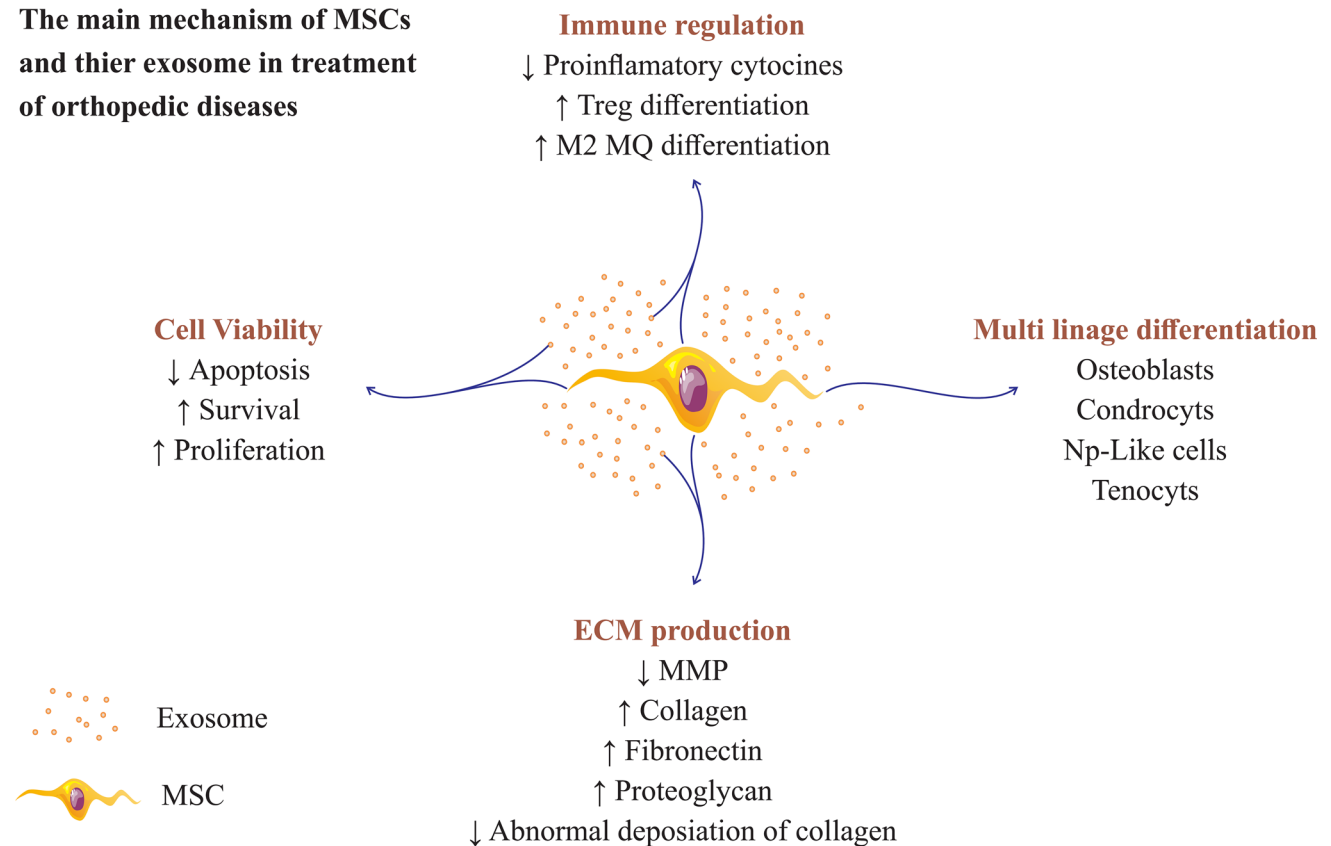 The main mechanism of MSCs
and thier exosome in treatment
of orthopedic diseases
Immune regulation
↓ Proinflamatory cytocines
↑ Treg differentiation
↑ M2 MQ differentiation
Cell Viability
↓ Apoptosis
↑ Survival
↑ Proliferation
Multi linage differentiation
Osteoblasts
Condrocyts
Np-Like cells
Tenocyts
ECM production
↓ MMP
↑ Collagen
↑ Fibronectin
↑ Proteoglycan
↓ Abnormal deposiation of collagen
Exosome
MSC